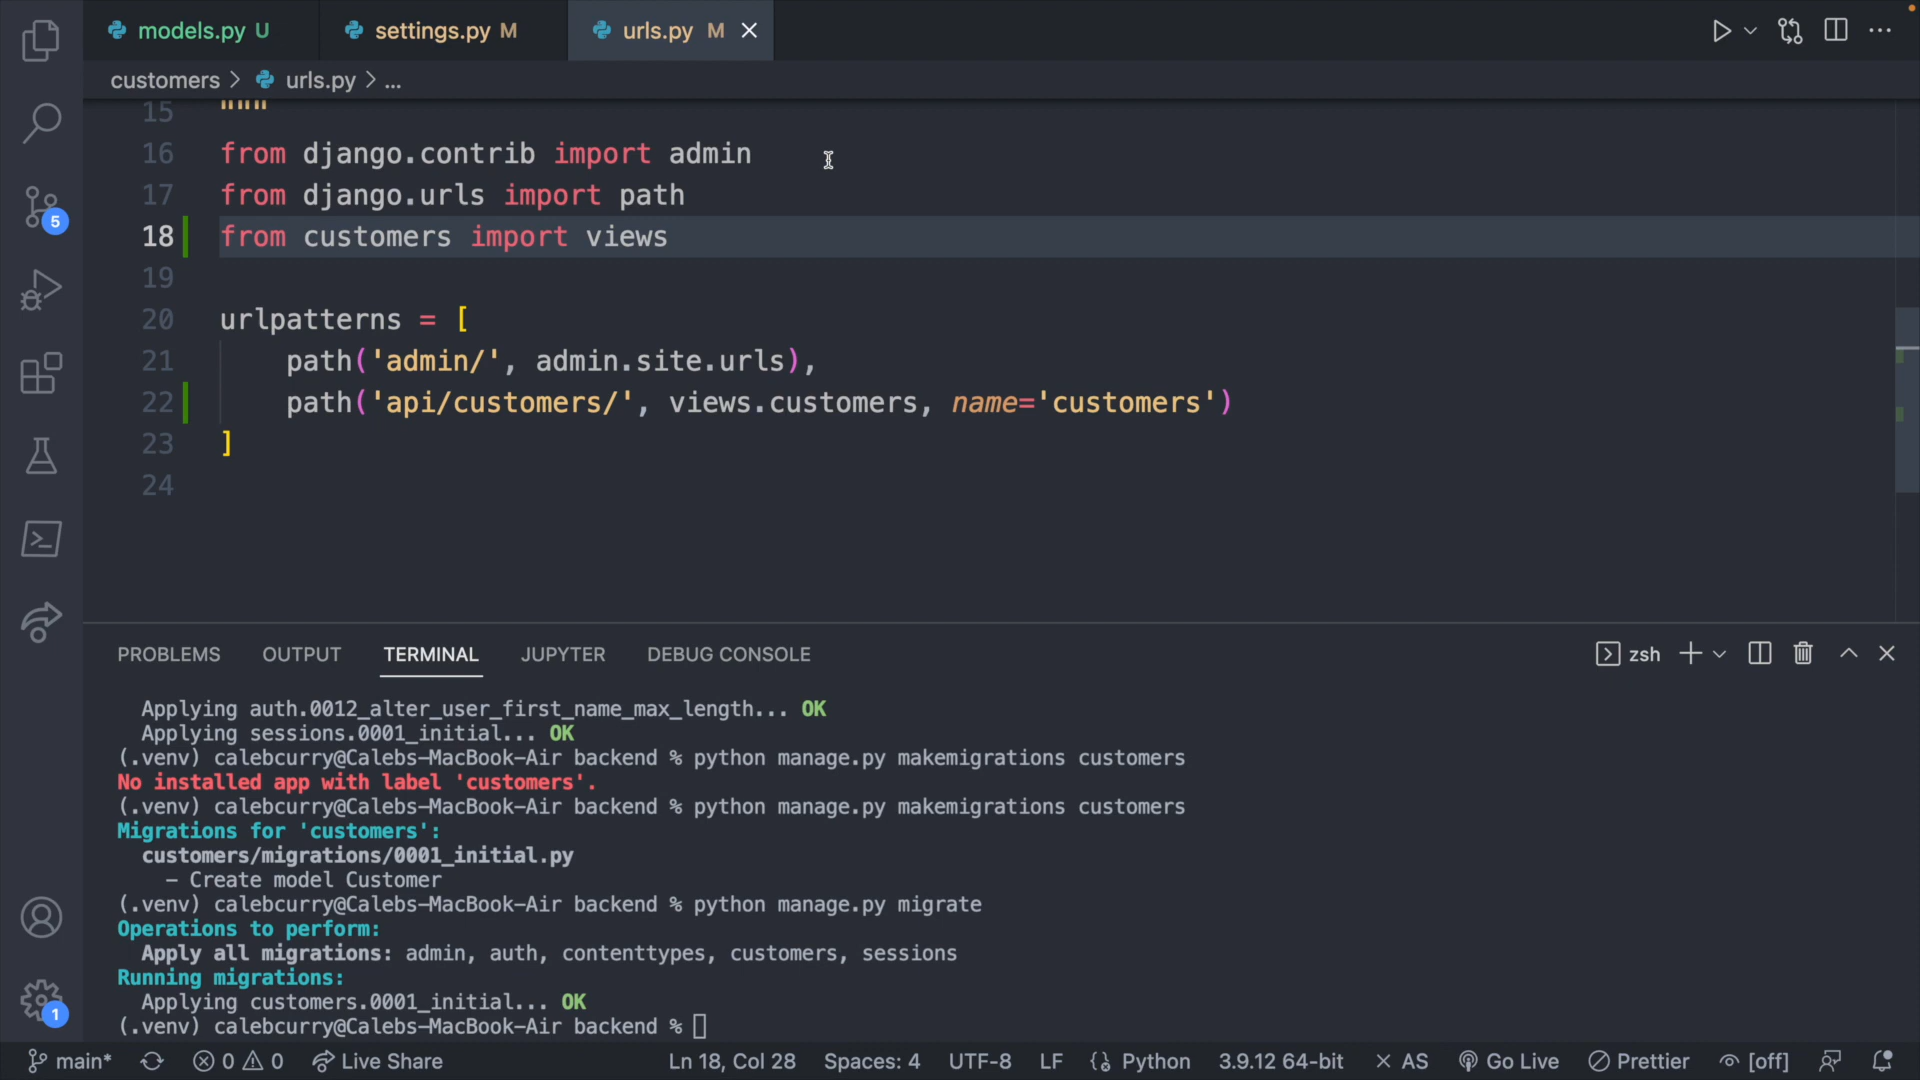 models.py U
settings.py M
urls.py M
customers > urls.py > ...
15 """
16 from django.contrib import admin
17 from django.urls import path
18 from customers import views
19
20 urlpatterns = [
21 path('admin/', admin.site.urls),
22 path('api/customers/', views.customers, name='customers')
23 ]
24
5
PROBLEMS OUTPUT TERMINAL JUPYTER DEBUG CONSOLE zsh
Applying auth.0012_alter_user_first_name_max_length... OK
Applying sessions.0001_initial... OK
(.venv) calebcurry@Calebs-MacBook-Air backend % python manage.py makemigrations customers
No installed app with label 'customers'.
(.venv) calebcurry@Calebs-MacBook-Air backend % python manage.py makemigrations customers
Migrations for 'customers':
customers/migrations/0001_initial.py
- Create model Customer
(.venv) calebcurry@Calebs-MacBook-Air backend % python manage.py migrate
Operations to perform:
Apply all migrations: admin, auth, contenttypes, customers, sessions
Running migrations:
Applying customers.0001_initial... OK
(.venv) calebcurry@Calebs-MacBook-Air backend %
1
main* 0 0 Live Share Ln 18, Col 28 Spaces: 4 UTF-8 LF Python 3.9.12 64-bit AS Go Live Prettier [off]